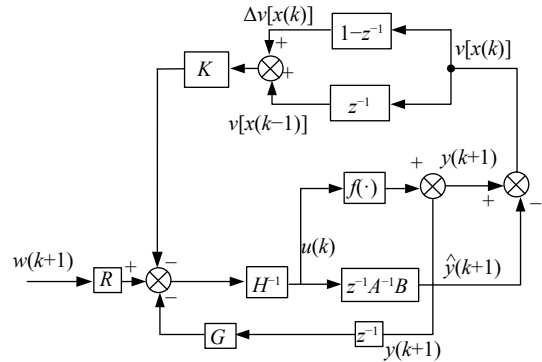 Δv[x(k)]
+
1−z⁻¹
v[x(k)]
K
+
v[x(k−1)]
z⁻¹
+
y(k+1)
f(·)
+
−
−
u(k)
w(k+1)
R
+
−
H⁻¹
z⁻¹A⁻¹B
ŷ(k+1)
G
z⁻¹
y(k+1)